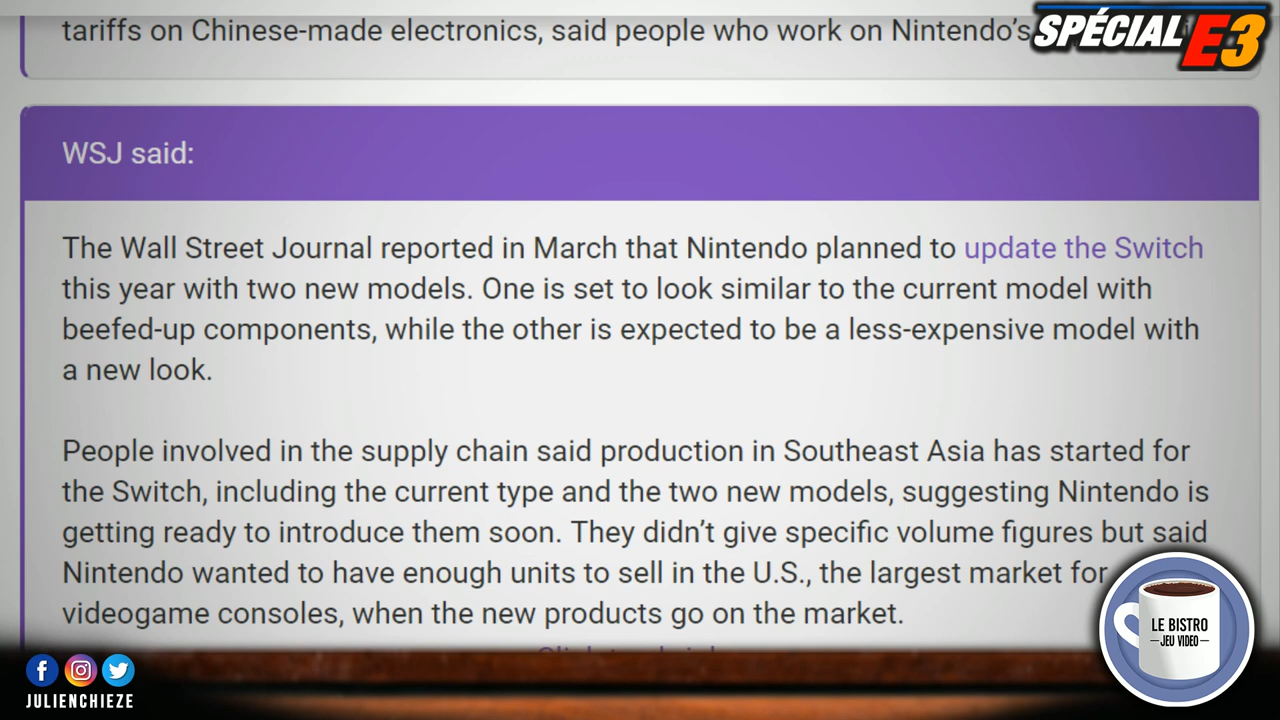 tariffs on Chinese-made electronics, said people who work on Nintendo's
SPÉCIAL E3
WSJ said:
The Wall Street Journal reported in March that Nintendo planned to update the Switch
this year with two new models. One is set to look similar to the current model with
beefed-up components, while the other is expected to be a less-expensive model with
a new look.
People involved in the supply chain said production in Southeast Asia has started for
the Switch, including the current type and the two new models, suggesting Nintendo is
getting ready to introduce them soon. They didn't give specific volume figures but said
Nintendo wanted to have enough units to sell in the U.S., the largest market for
videogame consoles, when the new products go on the market.
LE BISTRO
JEU VIDEO
JULIENCHIEZE